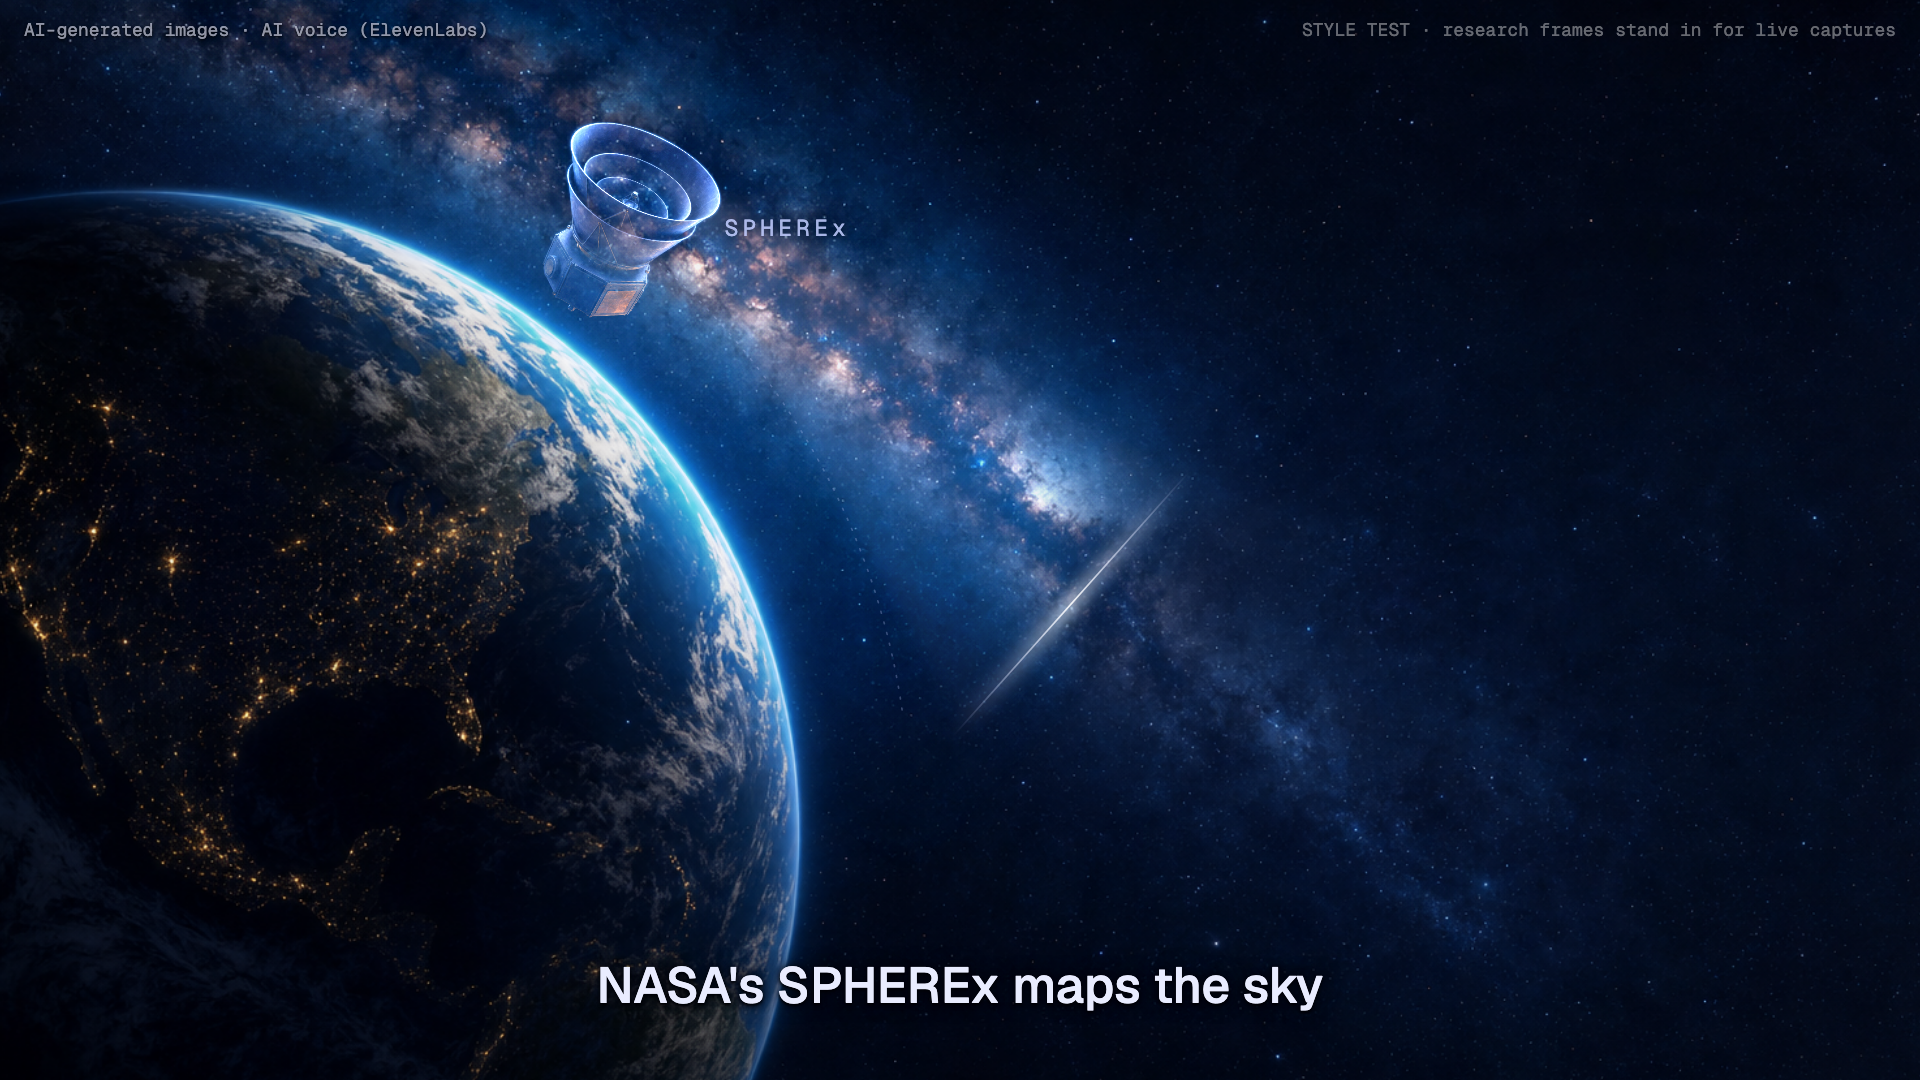 AI-generated images · AI voice (ElevenLabs)
STYLE TEST · research frames stand in for live captures
SPHEREx
NASA's SPHEREx maps the sky